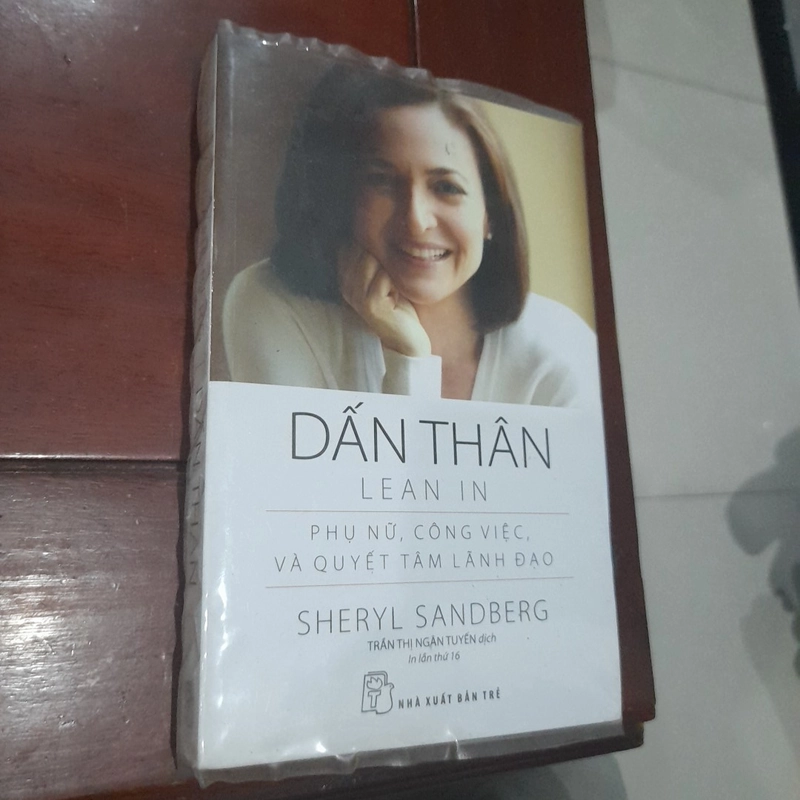 DẤN THÂN
LEAN IN
PHỤ NỮ, CÔNG VIỆC,
VÀ QUYẾT TÂM LÃNH ĐẠO
SHERYL SANDBERG
TRẦN THỊ NGÂN TUYẾN dịch
In lần thứ 16
NHÀ XUẤT BẢN TRẺ